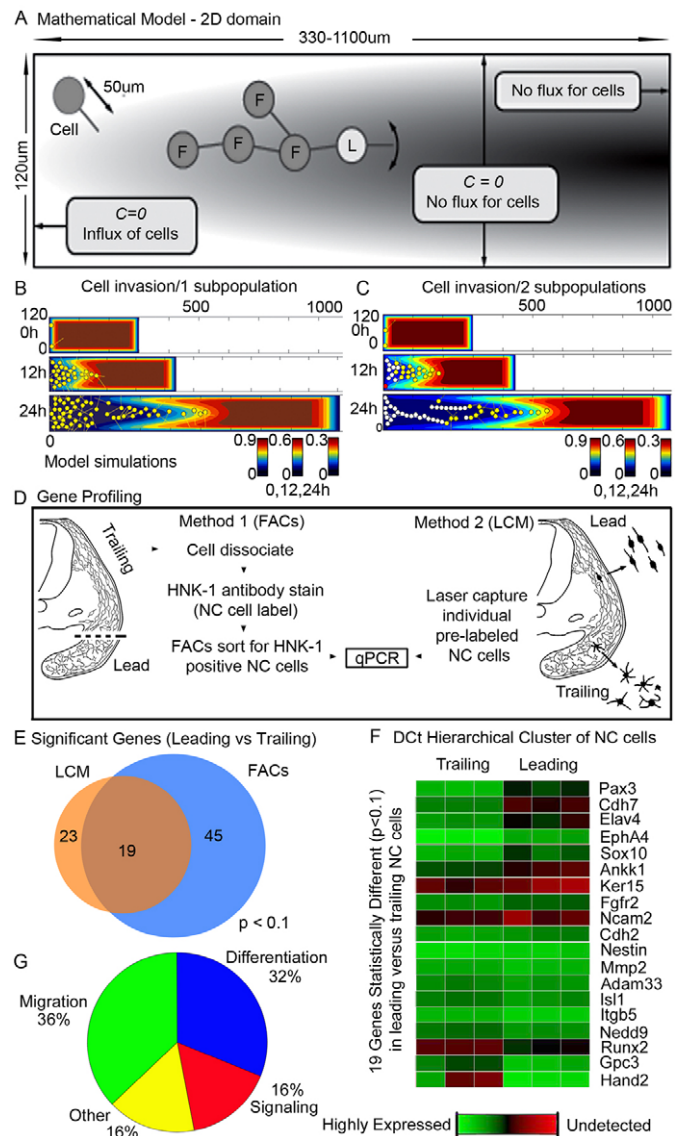 A Mathematical Model - 2D domain
330-1100um
120um
50um
Cell
F
F
F
F
L
No flux for cells
C=0
Influx of cells
C = 0
No flux for cells
B Cell invasion/1 subpopulation
500 1000
120
0h
0
12h
24h
0
0.9 0.6 0.3
0 0 0
Model simulations
0,12,24h
C Cell invasion/2 subpopulations
500 1000
120
0h
0
12h
24h
0
0.9 0.6 0.3
0 0 0
0,12,24h
D Gene Profiling
Trailing
Lead
Method 1 (FACs)
Cell dissociate
HNK-1 antibody stain
(NC cell label)
FACs sort for HNK-1
positive NC cells
qPCR
Method 2 (LCM)
Laser capture
individual
pre-labeled
NC cells
Lead
Trailing
E Significant Genes (Leading vs Trailing)
LCM
FACs
23
19
45
p < 0.1
F DCt Hierarchical Cluster of NC cells
Trailing Leading
19 Genes Statistically Different (p<0.1)
in leading versus trailing NC cells
Pax3
Cdh7
Elav4
EphA4
Sox10
Ankk1
Ker15
Fgfr2
Ncam2
Cdh2
Nestin
Mmp2
Adam33
Isl1
Itgb5
Nedd9
Runx2
Gpc3
Hand2
Highly Expressed Undetected
G
Differentiation
32%
Migration
36%
16%
Signaling
Other
16%